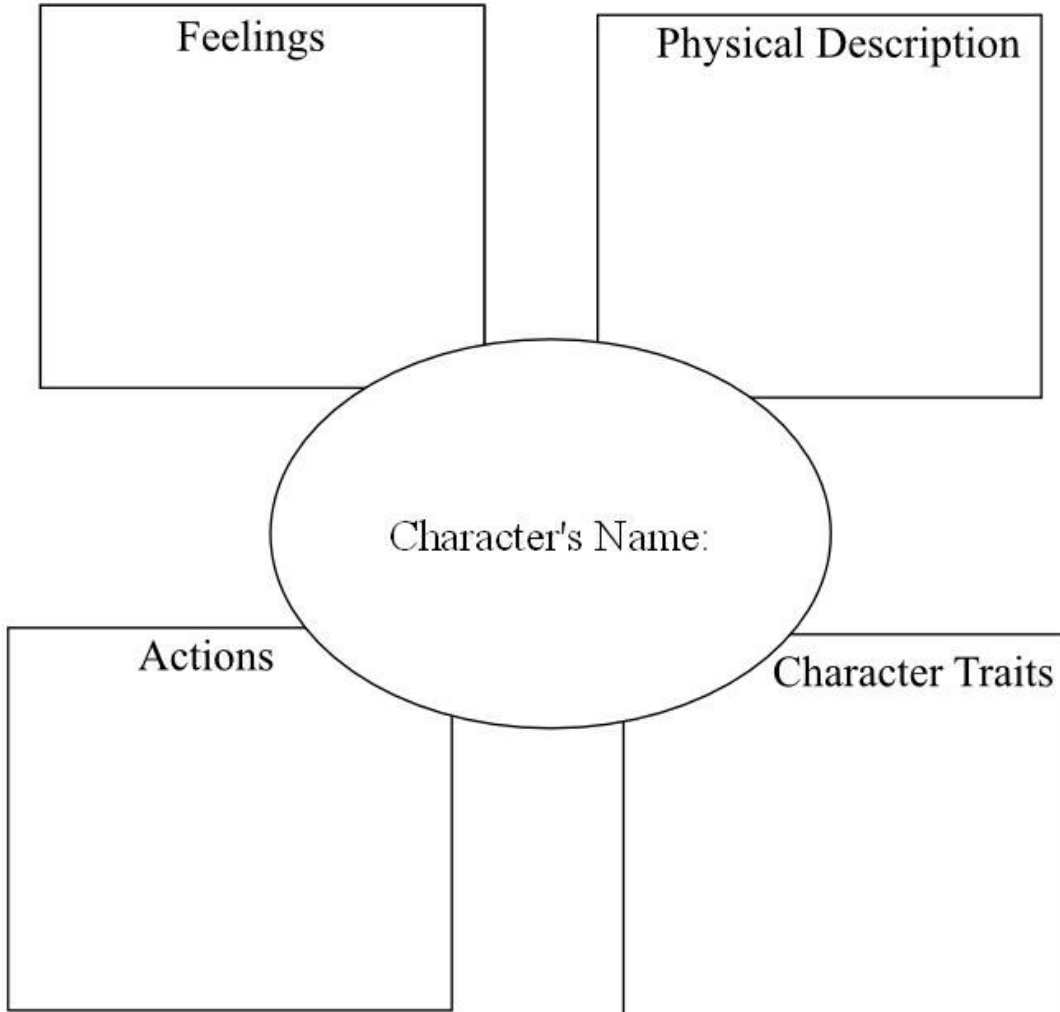 Feelings
Physical Description
Character's Name:
Actions
Character Traits